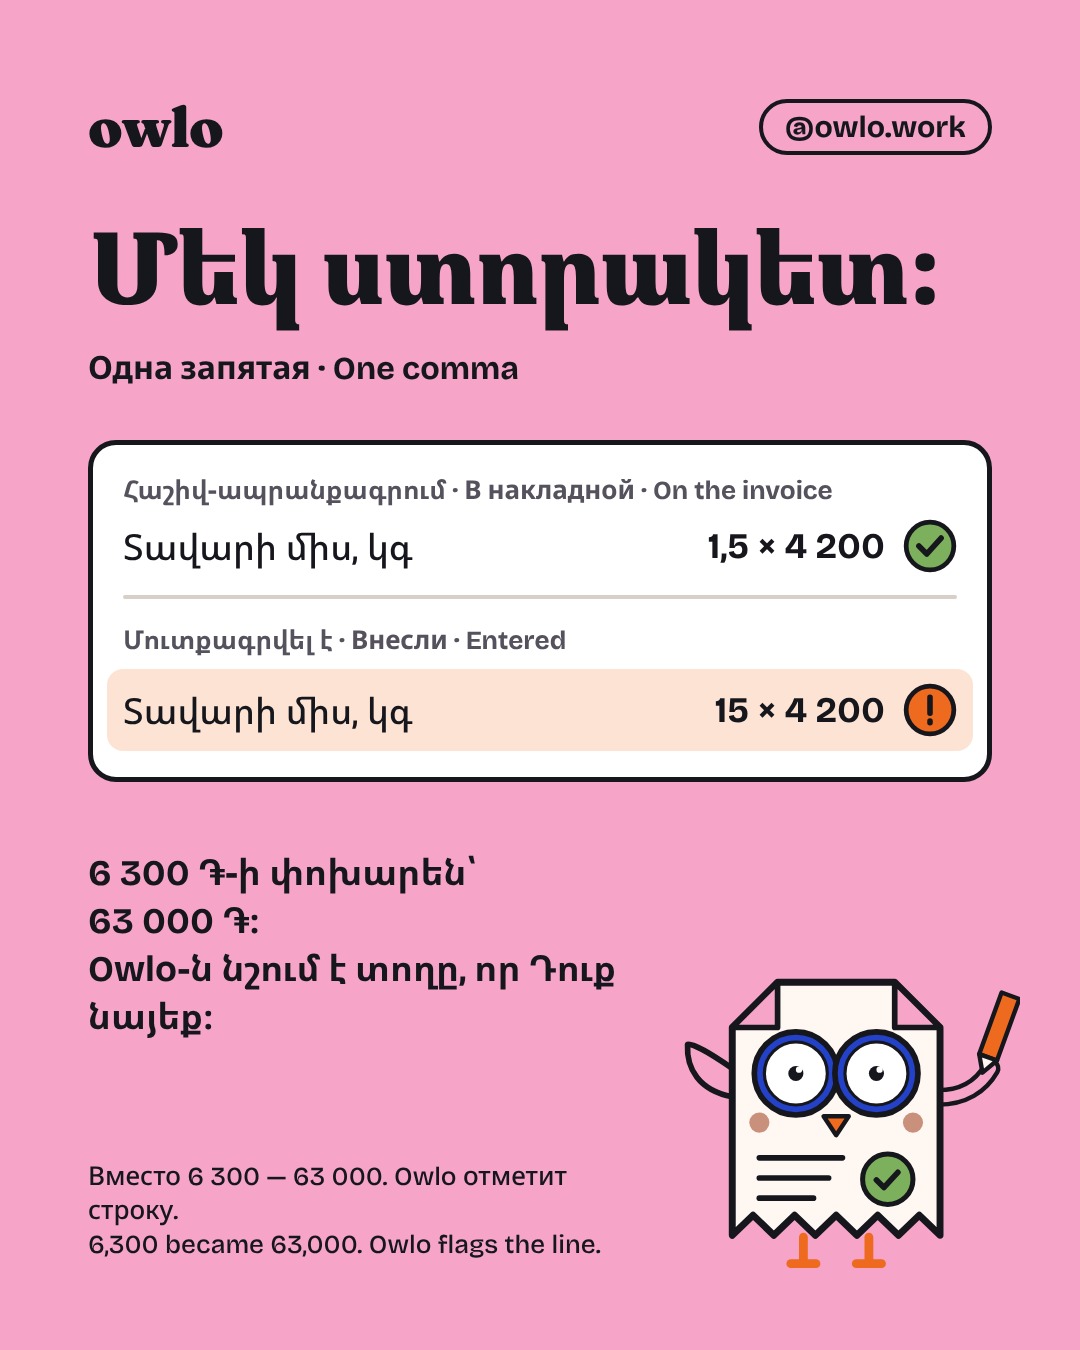 owlo
@owlo.work
Մեկ ստորակետ:
Одна запятая · One comma
Հաշիվ-ապրանքագրում · В накладной · On the invoice
Տավարի միս, կգ 1,5 × 4 200
Մուտքագրվել է · Внесли · Entered
Տավարի միս, կգ 15 × 4 200
6 300 ֏-ի փոխարեն՝
63 000 ֏:
Owlo-ն նշում է տողը, որ Դուք
նայեք:
Вместо 6 300 — 63 000. Owlo отметит
строку.
6,300 became 63,000. Owlo flags the line.